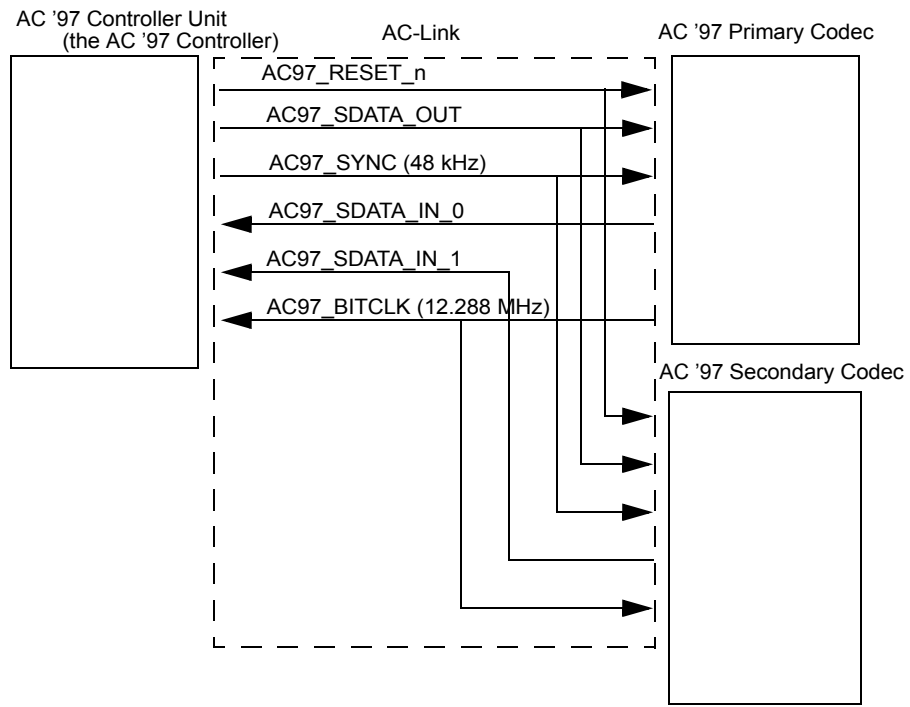 AC '97 Controller Unit
(the AC '97 Controller)
AC-Link
AC '97 Primary Codec
AC97_RESET_n
AC97_SDATA_OUT
AC97_SYNC (48 kHz)
AC97_SDATA_IN_0
AC97_SDATA_IN_1
AC97_BITCLK (12.288 MHz)
AC '97 Secondary Codec